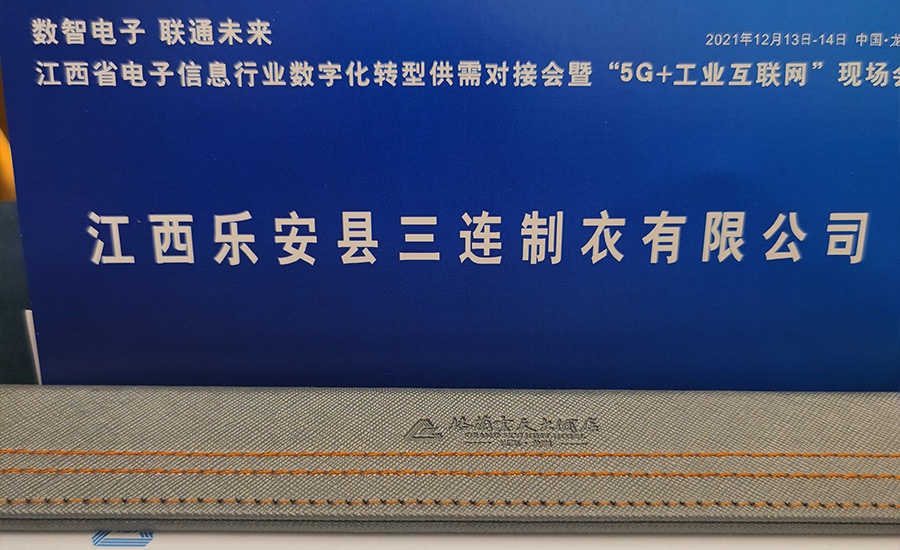 数智电子 联通未来
2021年12月13日-14日 中国·龙
江西省电子信息行业数字化转型供需对接会暨“5G+工业互联网”现场会
江西乐安县三连制衣有限公司